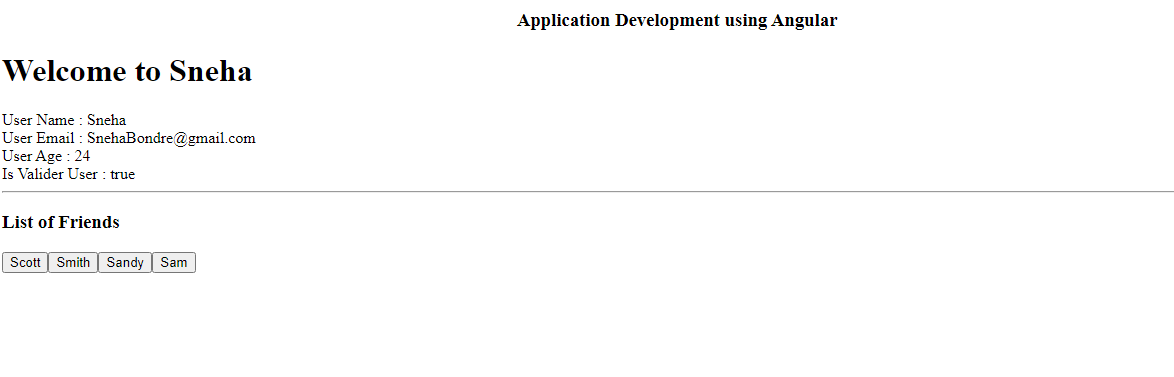 Application Development using Angular
Welcome to Sneha
User Name : Sneha
User Email : SnehaBondre@gmail.com
User Age : 24
Is Valider User : true
List of Friends
Scott Smith Sandy Sam